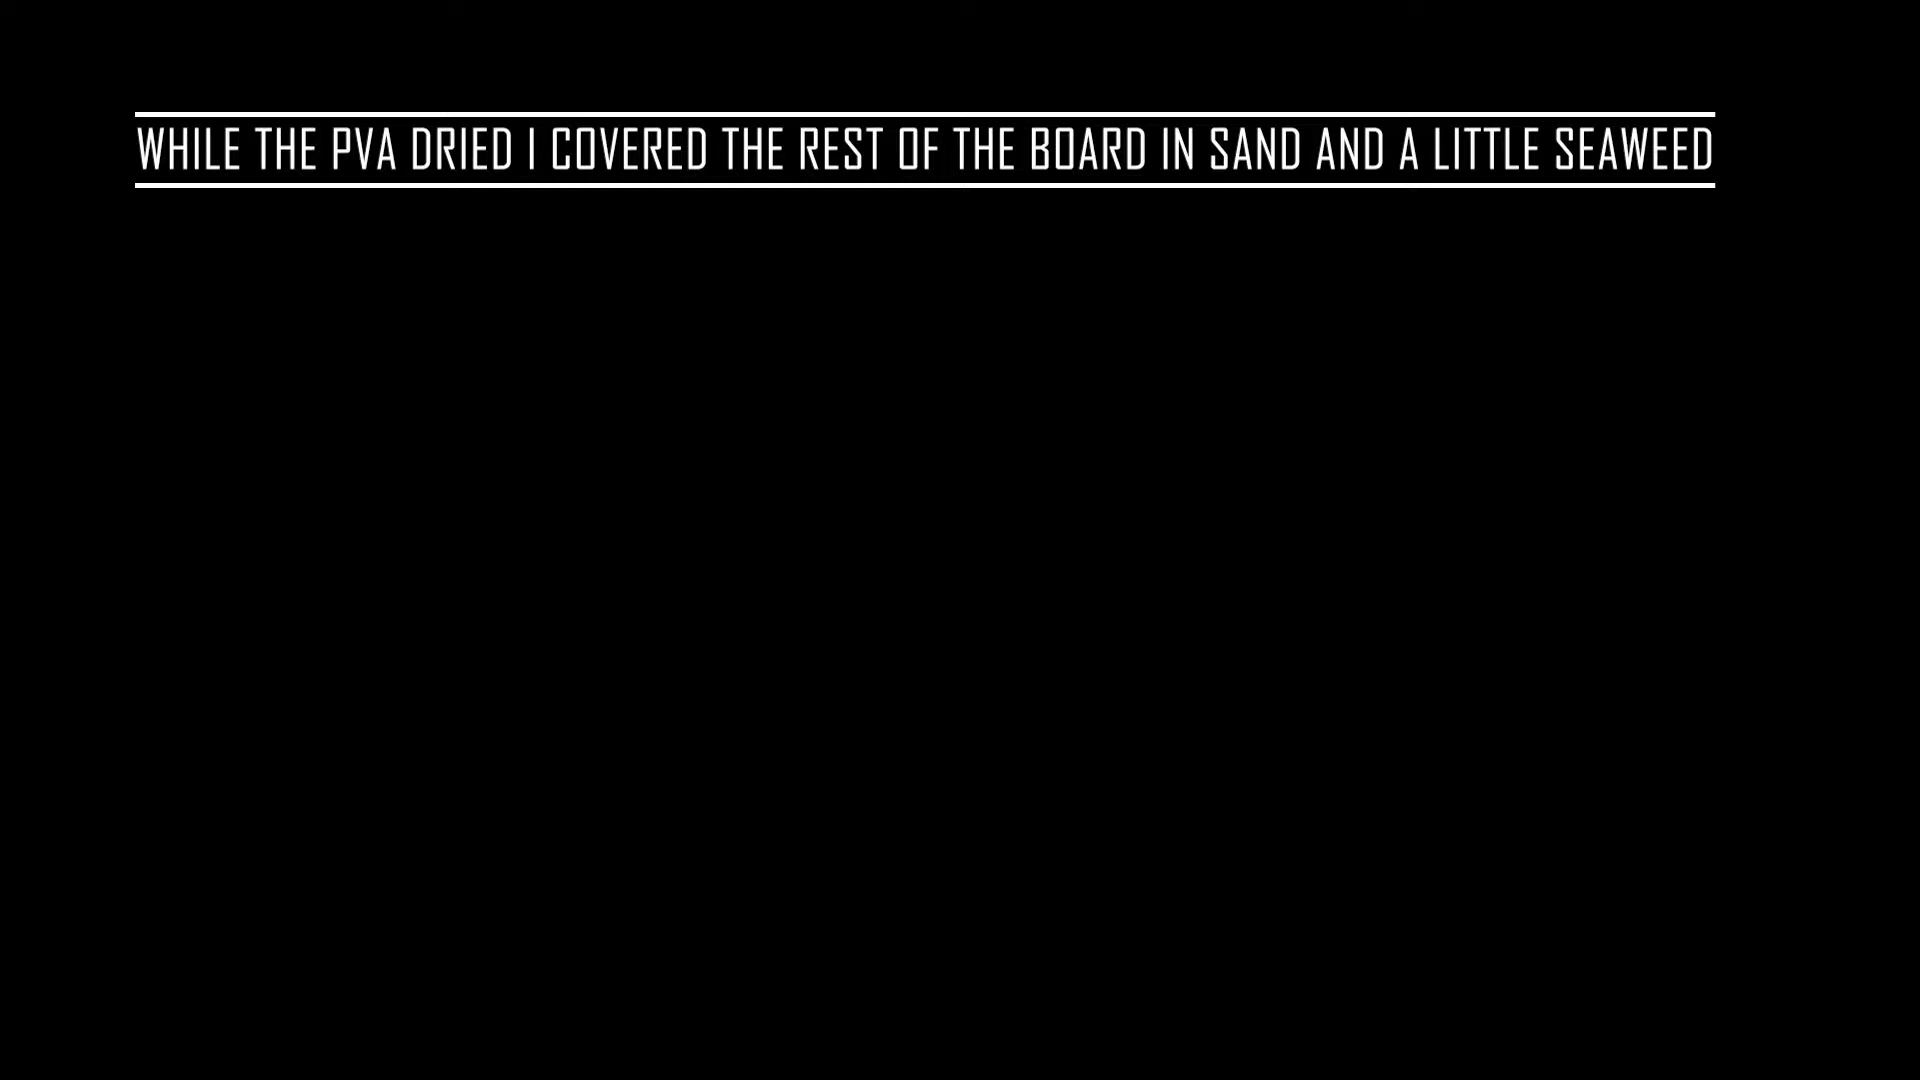 WHILE THE PVA DRIED I COVERED THE REST OF THE BOARD IN SAND AND A LITTLE SEAWEED